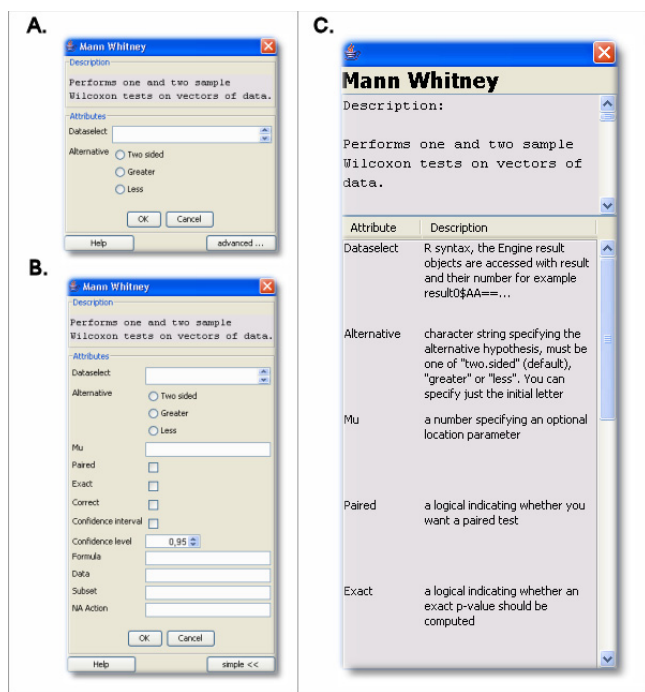 A.
Mann Whitney
Description
Performs one and two sample
Wilcoxon tests on vectors of data.
Attributes
Dataselect
Alternative
Two sided
Greater
Less
OK Cancel
Help advanced ...
B.
Mann Whitney
Description
Performs one and two sample
Wilcoxon tests on vectors of data.
Attributes
Dataselect
Alternative
Two sided
Greater
Less
Mu
Paired
Exact
Correct
Confidence interval
Confidence level 0,95
Formula
Data
Subset
NA Action
OK Cancel
Help simple <<
C.
Mann Whitney
Description:
Performs one and two sample
Wilcoxon tests on vectors of
data.
Attribute Description
Dataselect R syntax, the Engine result
objects are accessed with result
and their number for example
result0$AA==...
Alternative character string specifying the
alternative hypothesis, must be
one of "two.sided" (default),
"greater" or "less". You can
specify just the initial letter
Mu a number specifying an optional
location parameter
Paired a logical indicating whether you
want a paired test
Exact a logical indicating whether an
exact p-value should be
computed